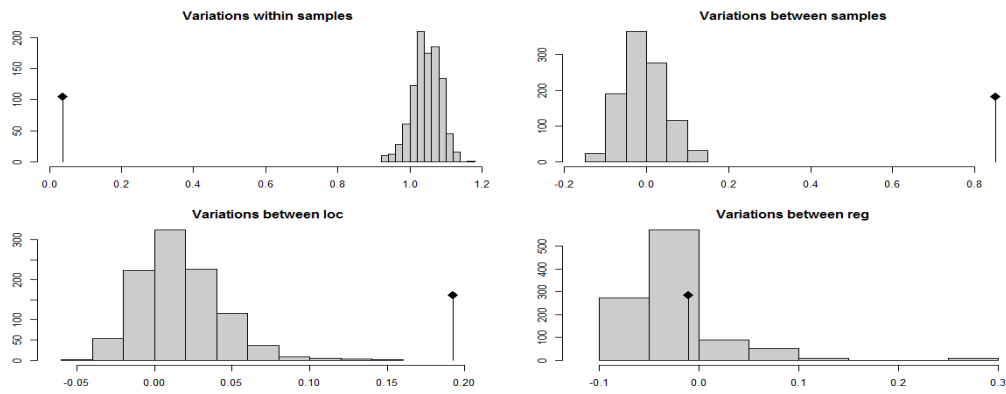 Variations within samples
200
150
100
50
0
0.0 0.2 0.4 0.6 0.8 1.0 1.2
Variations between samples
300
200
100
0
-0.2 0.0 0.2 0.4 0.6 0.8
Variations between loc
300
200
100
50
0
-0.05 0.00 0.05 0.10 0.15 0.20
Variations between reg
500
400
300
200
100
0
-0.1 0.0 0.1 0.2 0.3